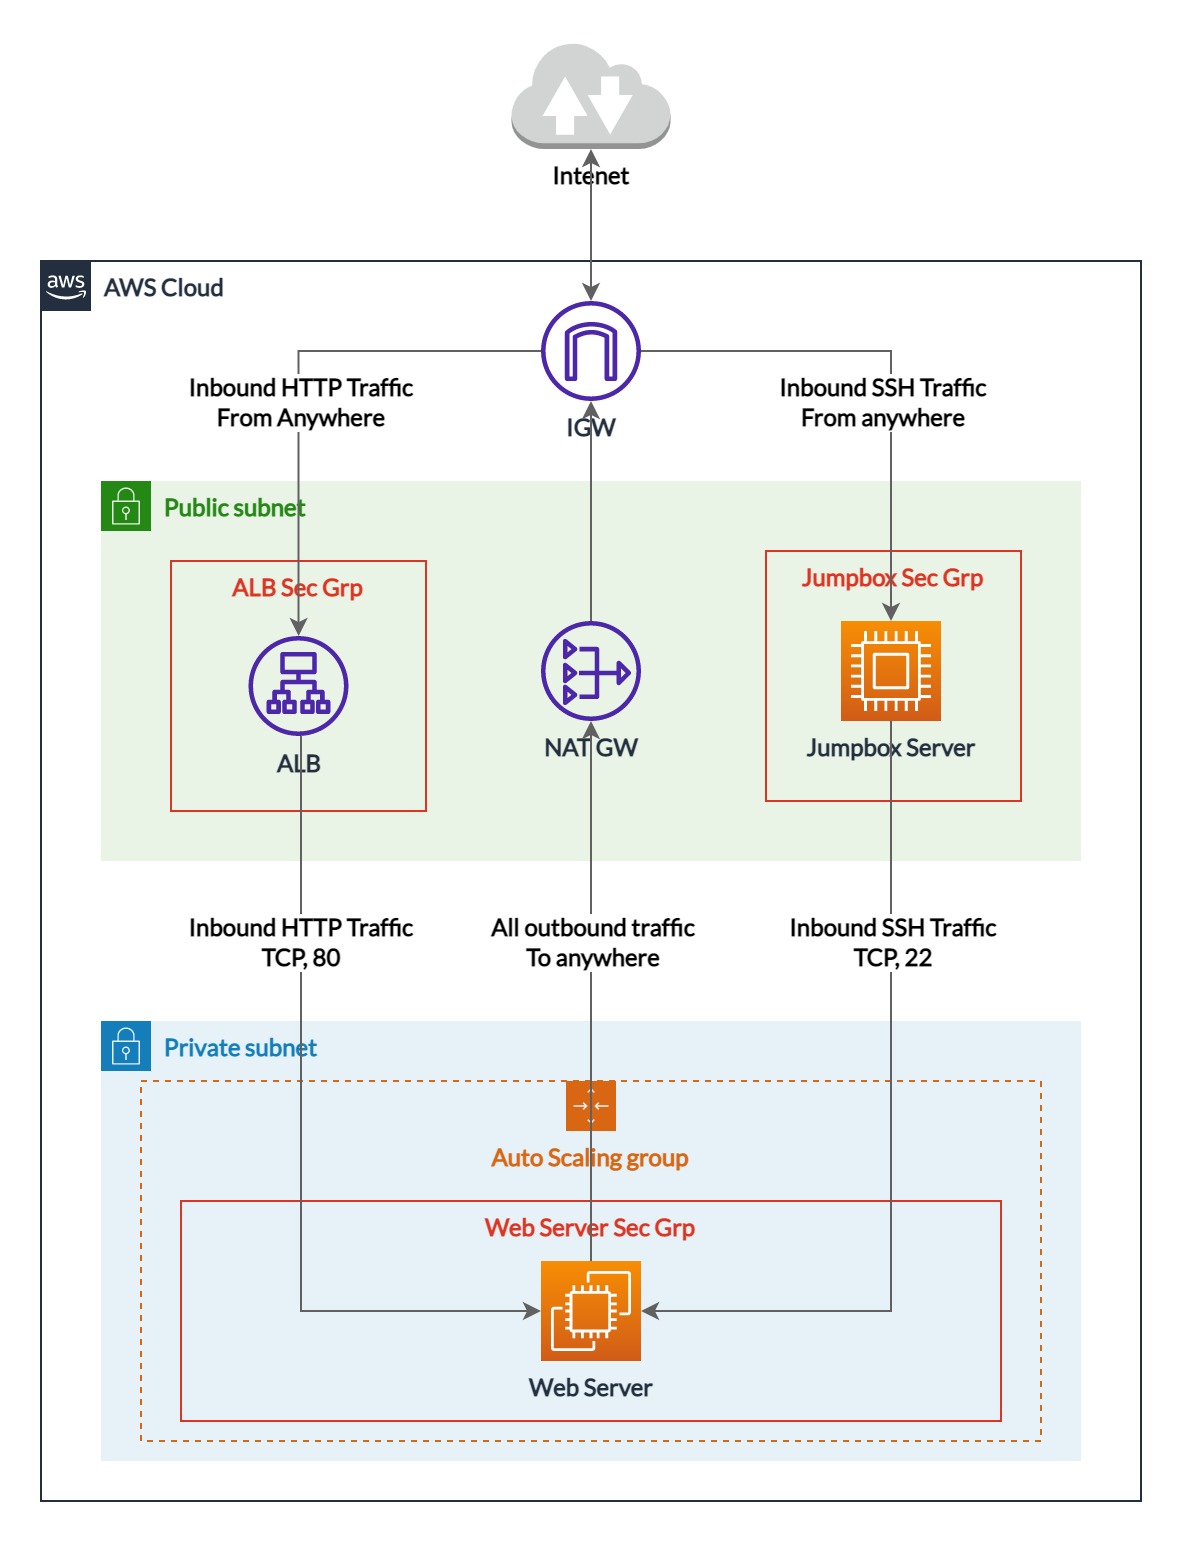 Intenet
aws
AWS Cloud
Inbound HTTP Traffic
From Anywhere
IGW
Inbound SSH Traffic
From anywhere
Public subnet
ALB Sec Grp
Jumpbox Sec Grp
ALB
NAT GW
Jumpbox Server
Inbound HTTP Traffic
TCP, 80
All outbound traffic
To anywhere
Inbound SSH Traffic
TCP, 22
Private subnet
Auto Scaling group
Web Server Sec Grp
Web Server